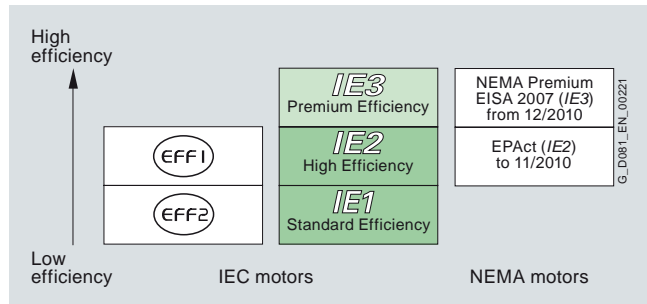 High
efficiency
IE3
Premium Efficiency
NEMA Premium
EISA 2007 (IE3)
from 12/2010
EFF1
IE2
High Efficiency
EPAct (IE2)
to 11/2010
EFF2
IE1
Standard Efficiency
Low
efficiency
IEC motors
NEMA motors
G_D081_EN_00221